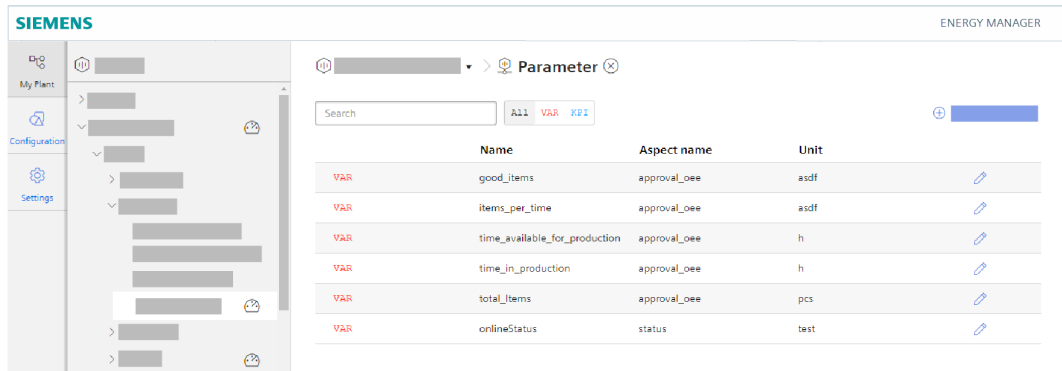 SIEMENS
ENERGY MANAGER
My Plant
Configuration
Settings
Parameter
Search
All VAR KPI
Name Aspect name Unit
VAR good_items approval_oee asdf
VAR items_per_time approval_oee asdf
VAR time_available_for_production approval_oee h
VAR time_in_production approval_oee h
VAR total_Items approval_oee pcs
VAR onlineStatus status test